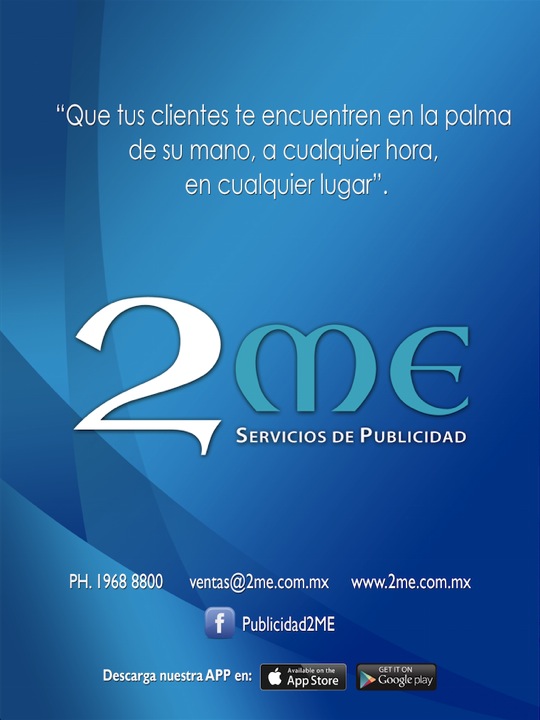 “Que tus clientes te encuentren en la palma
de su mano, a cualquier hora,
en cualquier lugar”.
2ME
SERVICIOS DE PUBLICIDAD
PH. 1968 8800 ventas@2me.com.mx www.2me.com.mx
f Publicidad2ME
Descarga nuestra APP en: Available on the App Store GET IT ON Google play